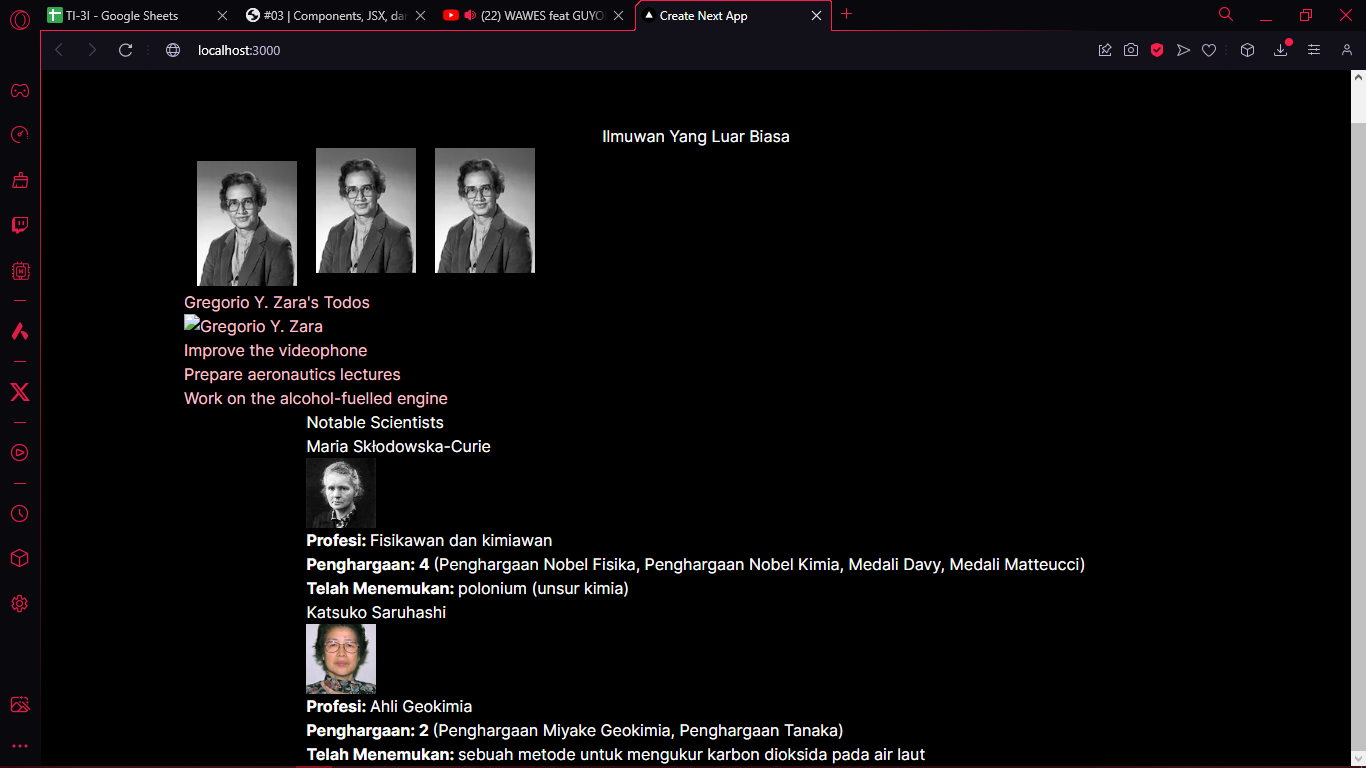 TI-3I - Google Sheets
#03 | Components, JSX, da
(22) WAWES feat GUYO
Create Next App
localhost:3000
Ilmuwan Yang Luar Biasa
Gregorio Y. Zara's Todos
Gregorio Y. Zara
Improve the videophone
Prepare aeronautics lectures
Work on the alcohol-fuelled engine
Notable Scientists
Maria Skłodowska-Curie
Profesi: Fisikawan dan kimiawan
Penghargaan: 4 (Penghargaan Nobel Fisika, Penghargaan Nobel Kimia, Medali Davy, Medali Matteucci)
Telah Menemukan: polonium (unsur kimia)
Katsuko Saruhashi
Profesi: Ahli Geokimia
Penghargaan: 2 (Penghargaan Miyake Geokimia, Penghargaan Tanaka)
Telah Menemukan: sebuah metode untuk mengukur karbon dioksida pada air laut